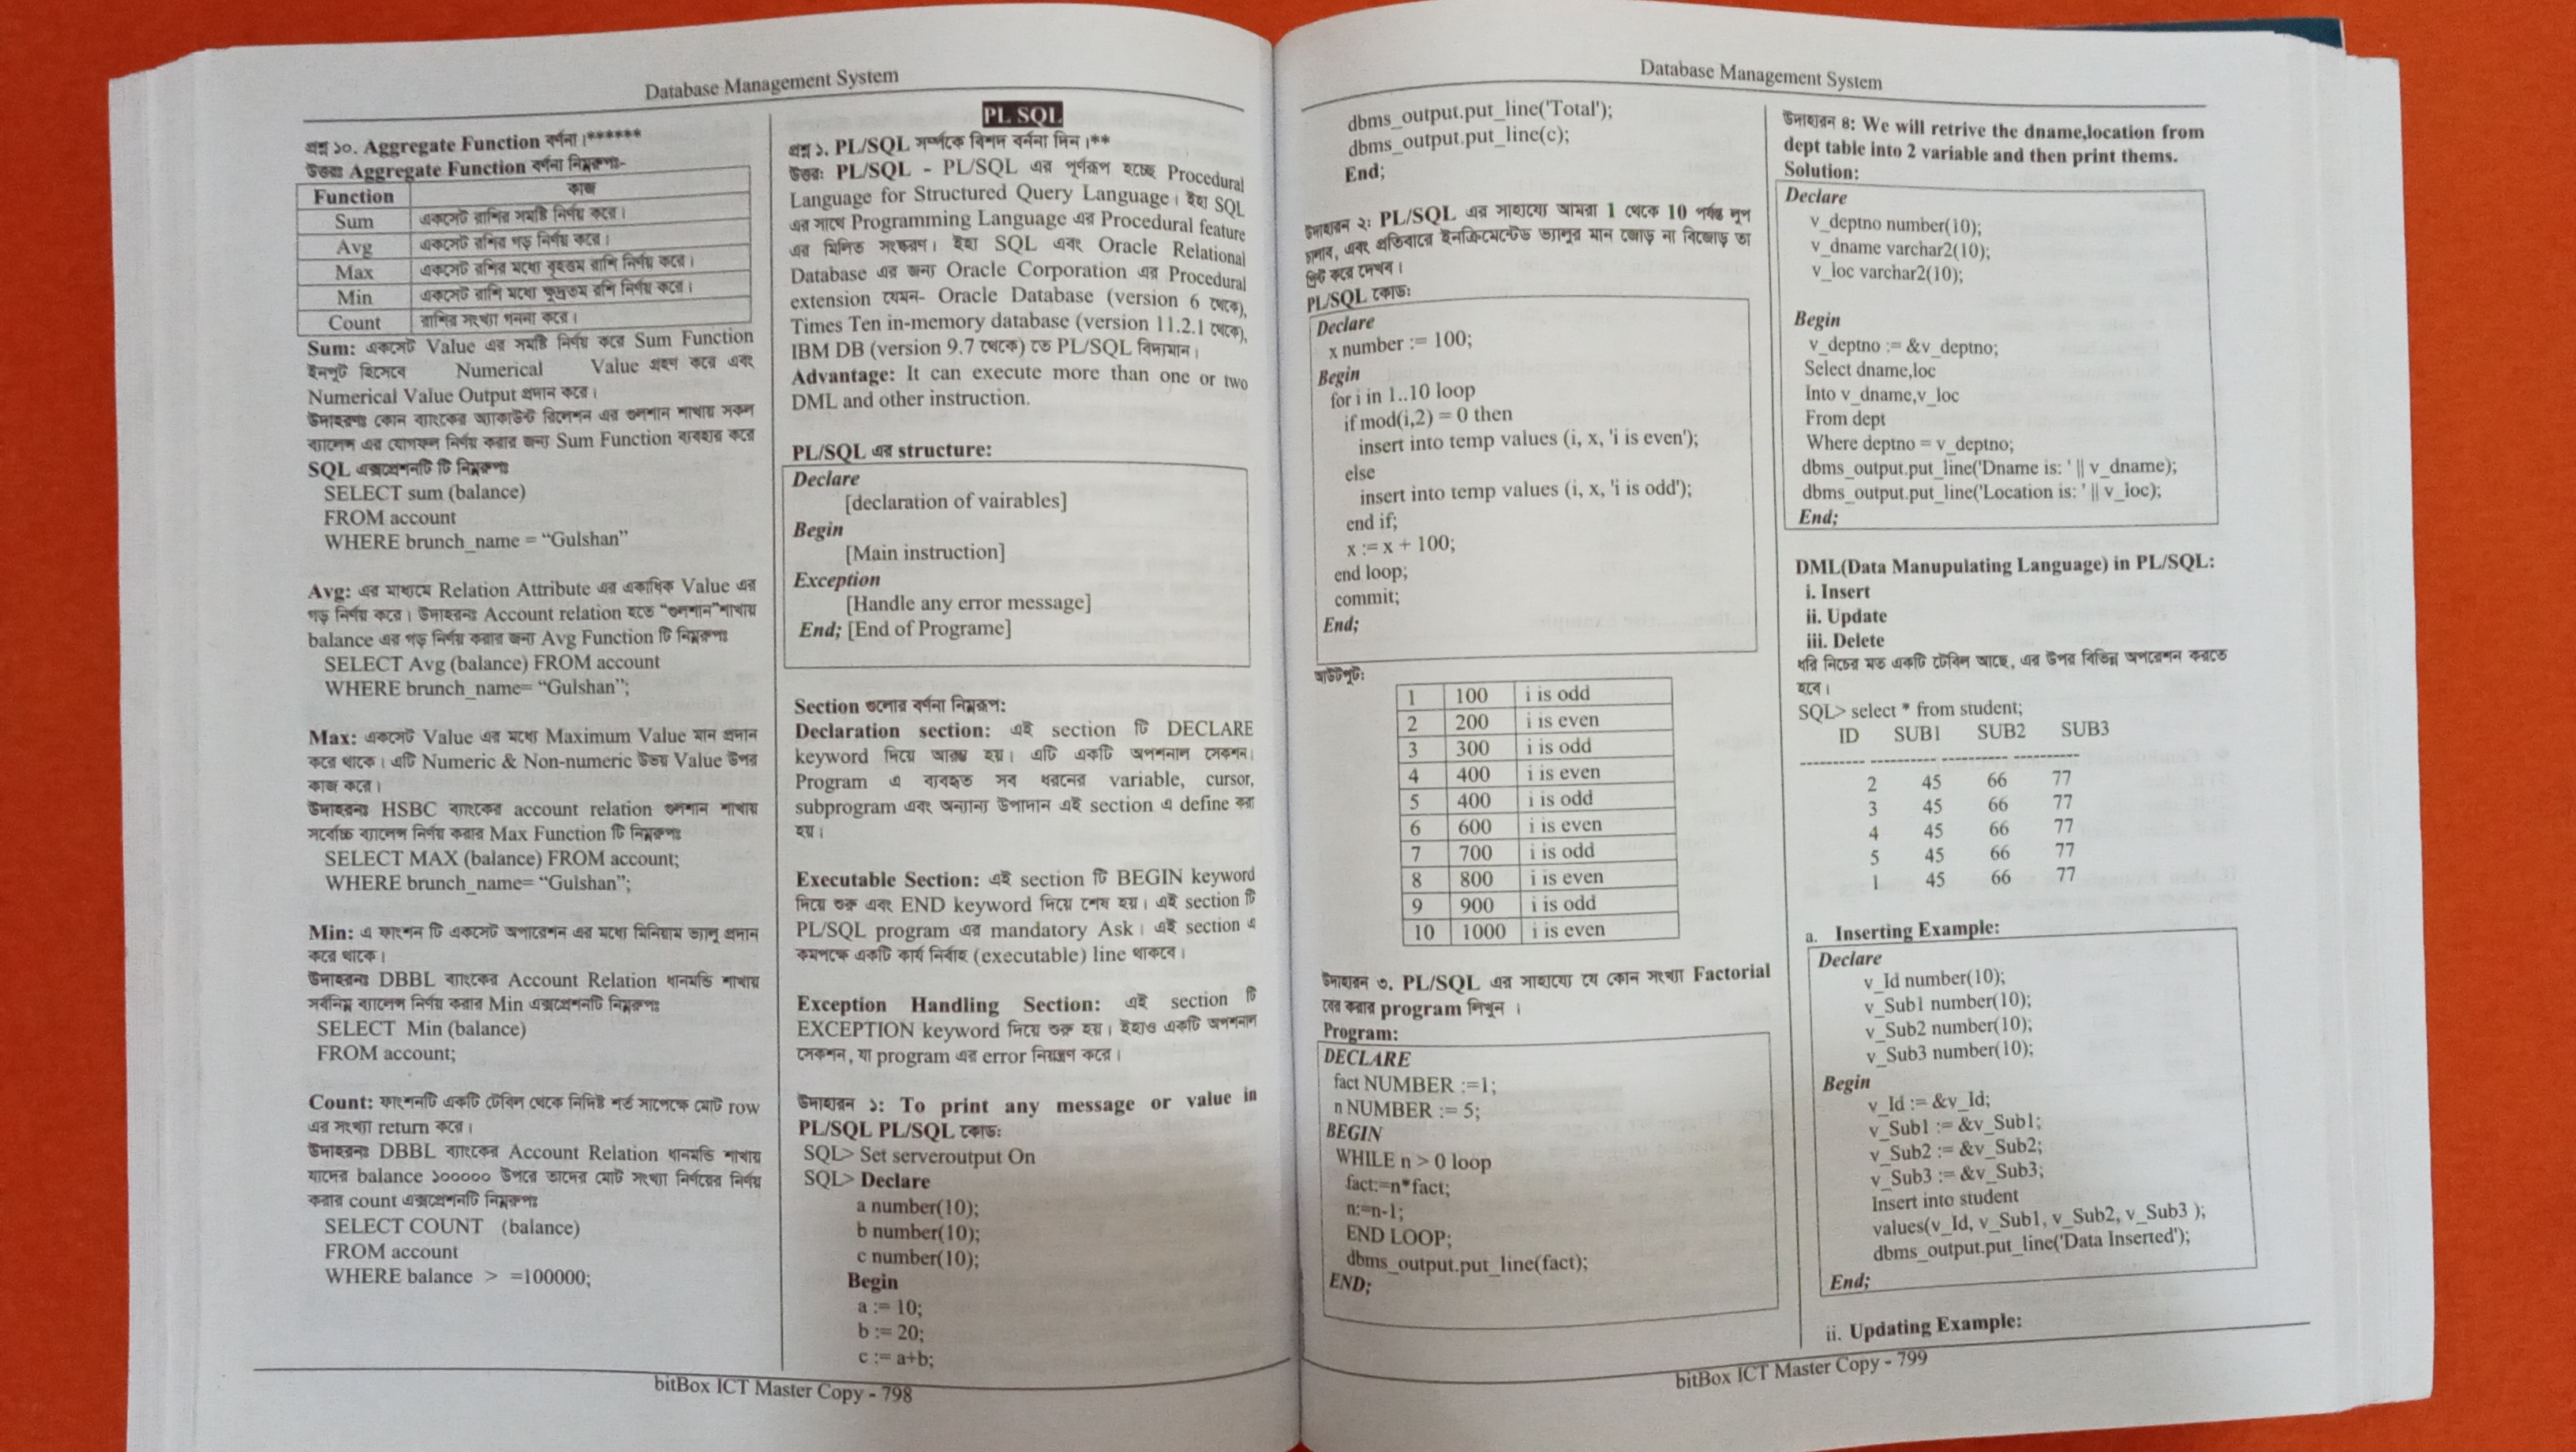 Database Management System
প্রশ্ন ১০. Aggregate Function বর্ণনা।******
উত্তরঃ Aggregate Function বর্ণনা নিম্নরূপঃ-
Function কাজ
Sum একসেট রাশির সমষ্টি নির্ণয় করে।
Avg একসেট রশির গড় নির্ণয় করে।
Max একসেট রশির মধ্যে বৃহত্তম রাশি নির্ণয় করে।
Min একসেট রাশি মধ্যে ক্ষুদ্রতম রশি নির্ণয় করে।
Count রাশির সংখ্যা গননা করে।
Sum: একসেট Value এর সমষ্টি নির্ণয় করে Sum Function
ইনপুট হিসেবে Numerical Value গ্রহণ করে এবং
Numerical Value Output প্রদান করে।
উদাহরণঃ কোন ব্যাংকের অ্যাকাউন্ট রিলেশন এর গুলশান শাখায় সকল
ব্যালেন্স এর যোগফল নির্ণয় করার জন্য Sum Function ব্যবহার করে
SQL এক্সপ্রেশনটি টি নিম্নরূপঃ
SELECT sum (balance)
FROM account
WHERE brunch_name = “Gulshan”
Avg: এর মাধ্যমে Relation Attribute এর একাধিক Value এর
গড় নির্ণয় করে। উদাহরনঃ Account relation হতে “গুলশান”শাখায়
balance এর গড় নির্ণয় করার জন্য Avg Function টি নিম্নরূপঃ
SELECT Avg (balance) FROM account
WHERE brunch_name= “Gulshan”;
Max: একসেট Value এর মধ্যে Maximum Value মান প্রদান
করে থাকে। এটি Numeric & Non-numeric উভয় Value উপর
কাজ করে।
উদাহরনঃ HSBC ব্যাংকের account relation গুলশান শাখায়
সর্বোচ্চ ব্যালেন্স নির্ণয় করার Max Function টি নিম্নরূপঃ
SELECT MAX (balance) FROM account;
WHERE brunch_name= “Gulshan”;
Min: এ ফাংশন টি একসেট অপারেশন এর মধ্যে মিনিয়াম ভ্যালু প্রদান
করে থাকে।
উদাহরনঃ DBBL ব্যাংকের Account Relation ধানমন্ডি শাখায়
সর্বনিম্ন ব্যালেন্স নির্ণয় করার Min এক্সপ্রেশনটি নিম্নরূপঃ
SELECT Min (balance)
FROM account;
Count: ফাংশনটি একটি টেবিল থেকে নির্দিষ্ট শর্ত সাপেক্ষে মোট row
এর সংখ্যা return করে।
উদাহরনঃ DBBL ব্যাংকের Account Relation ধানমন্ডি শাখায়
যাদের balance ১০০০০০ উপরে তাদের মোট সংখ্যা নির্ণয়ের নির্ণয়
করার count এক্সপ্রেশনটি নিম্নরূপঃ
SELECT COUNT (balance)
FROM account
WHERE balance > =100000;
PL SQL
প্রশ্ন ১. PL/SQL সম্পর্কে বিশদ বর্ননা দিন।**
উত্তর: PL/SQL - PL/SQL এর পূর্ণরূপ হচ্ছে Procedural
Language for Structured Query Language। ইহা SQL
এর সাথে Programming Language এর Procedural feature
এর মিলিত সংস্করণ। ইহা SQL এবং Oracle Relational
Database এর জন্য Oracle Corporation এর Procedural
extension যেমন- Oracle Database (version 6 থেকে),
Times Ten in-memory database (version 11.2.1 থেকে),
IBM DB (version 9.7 থেকে) তে PL/SQL বিদ্যমান।
Advantage: It can execute more than one or two
DML and other instruction.
PL/SQL এর structure:
Declare
[declaration of vairables]
Begin
[Main instruction]
Exception
[Handle any error message]
End; [End of Programe]
Section গুলোর বর্ণনা নিম্নরূপ:
Declaration section: এই section টি DECLARE
keyword দিয়ে আরম্ভ হয়। এটি একটি অপশনাল সেকশন।
Program এ ব্যবহৃত সব ধরনের variable, cursor,
subprogram এবং অন্যান্য উপাদান এই section এ define করা
হয়।
Executable Section: এই section টি BEGIN keyword
দিয়ে শুরু এবং END keyword দিয়ে শেষ হয়। এই section টি
PL/SQL program এর mandatory Ask। এই section এ
কমপক্ষে একটি কার্য নির্বাহ (executable) line থাকবে।
Exception Handling Section: এই section টি
EXCEPTION keyword দিয়ে শুরু হয়। ইহাও একটি অপশনাল
সেকশন, যা program এর error নিয়ন্ত্রণ করে।
উদাহারন ১: To print any message or value in
PL/SQL PL/SQL কোড:
SQL> Set serveroutput On
SQL> Declare
a number(10);
b number(10);
c number(10);
Begin
a := 10;
b := 20;
c := a+b;
bitBox ICT Master Copy - 798
Database Management System
dbms_output.put_line('Total');
dbms_output.put_line(c);
End;
উদাহারন ২: PL/SQL এর সাহায্যে আমরা 1 থেকে 10 পর্যন্ত লুপ
চালাব, এবং প্রতিবারে ইনক্রিমেন্টেড ভ্যালুর মান জোড় না বিজোড় তা
প্রিন্ট করে দেখব।
PL/SQL কোড:
Declare
x number := 100;
Begin
for i in 1..10 loop
if mod(i,2) = 0 then
insert into temp values (i, x, 'i is even');
else
insert into temp values (i, x, 'i is odd');
end if;
x := x + 100;
end loop;
commit;
End;
আউটপুট:
1 100 i is odd
2 200 i is even
3 300 i is odd
4 400 i is even
5 400 i is odd
6 600 i is even
7 700 i is odd
8 800 i is even
9 900 i is odd
10 1000 i is even
উদাহারন ৩. PL/SQL এর সাহায্যে যে কোন সংখ্যা Factorial
বের করার program লিখুন ।
Program:
DECLARE
fact NUMBER :=1;
n NUMBER := 5;
BEGIN
WHILE n > 0 loop
fact:=n*fact;
n:=n-1;
END LOOP;
dbms_output.put_line(fact);
END;
উদাহারন ৪: We will retrive the dname,location from
dept table into 2 variable and then print thems.
Solution:
Declare
v_deptno number(10);
v_dname varchar2(10);
v_loc varchar2(10);
Begin
v_deptno := &v_deptno;
Select dname,loc
Into v_dname,v_loc
From dept
Where deptno = v_deptno;
dbms_output.put_line('Dname is: ' || v_dname);
dbms_output.put_line('Location is: ' || v_loc);
End;
DML(Data Manupulating Language) in PL/SQL:
i. Insert
ii. Update
iii. Delete
ধরি নিচের মত একটি টেবিল আছে, এর উপর বিভিন্ন অপরেশন করতে
হবে।
SQL> select * from student;
ID SUB1 SUB2 SUB3
---------- ---------- ---------- ----------
2 45 66 77
3 45 66 77
4 45 66 77
5 45 66 77
1 45 66 77
a. Inserting Example:
Declare
v_Id number(10);
v_Sub1 number(10);
v_Sub2 number(10);
v_Sub3 number(10);
Begin
v_Id := &v_Id;
v_Sub1 := &v_Sub1;
v_Sub2 := &v_Sub2;
v_Sub3 := &v_Sub3;
Insert into student
values(v_Id, v_Sub1, v_Sub2, v_Sub3 );
dbms_output.put_line('Data Inserted');
End;
ii. Updating Example:
bitBox ICT Master Copy - 799